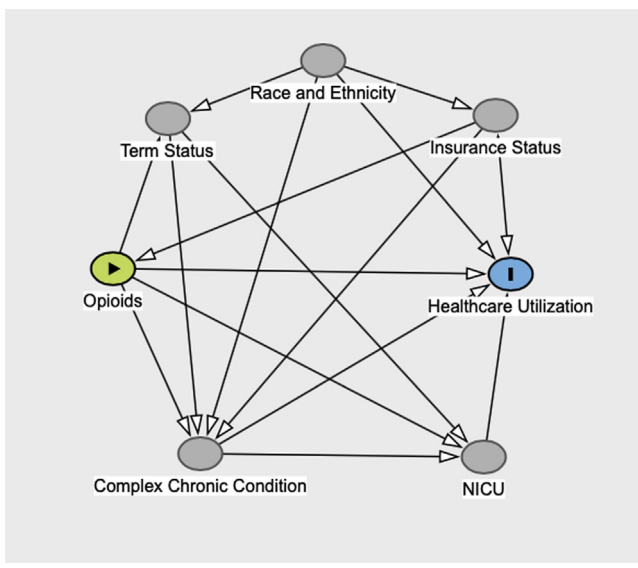 Race and Ethnicity
Term Status
Insurance Status
Opioids
Healthcare Utilization
Complex Chronic Condition
NICU